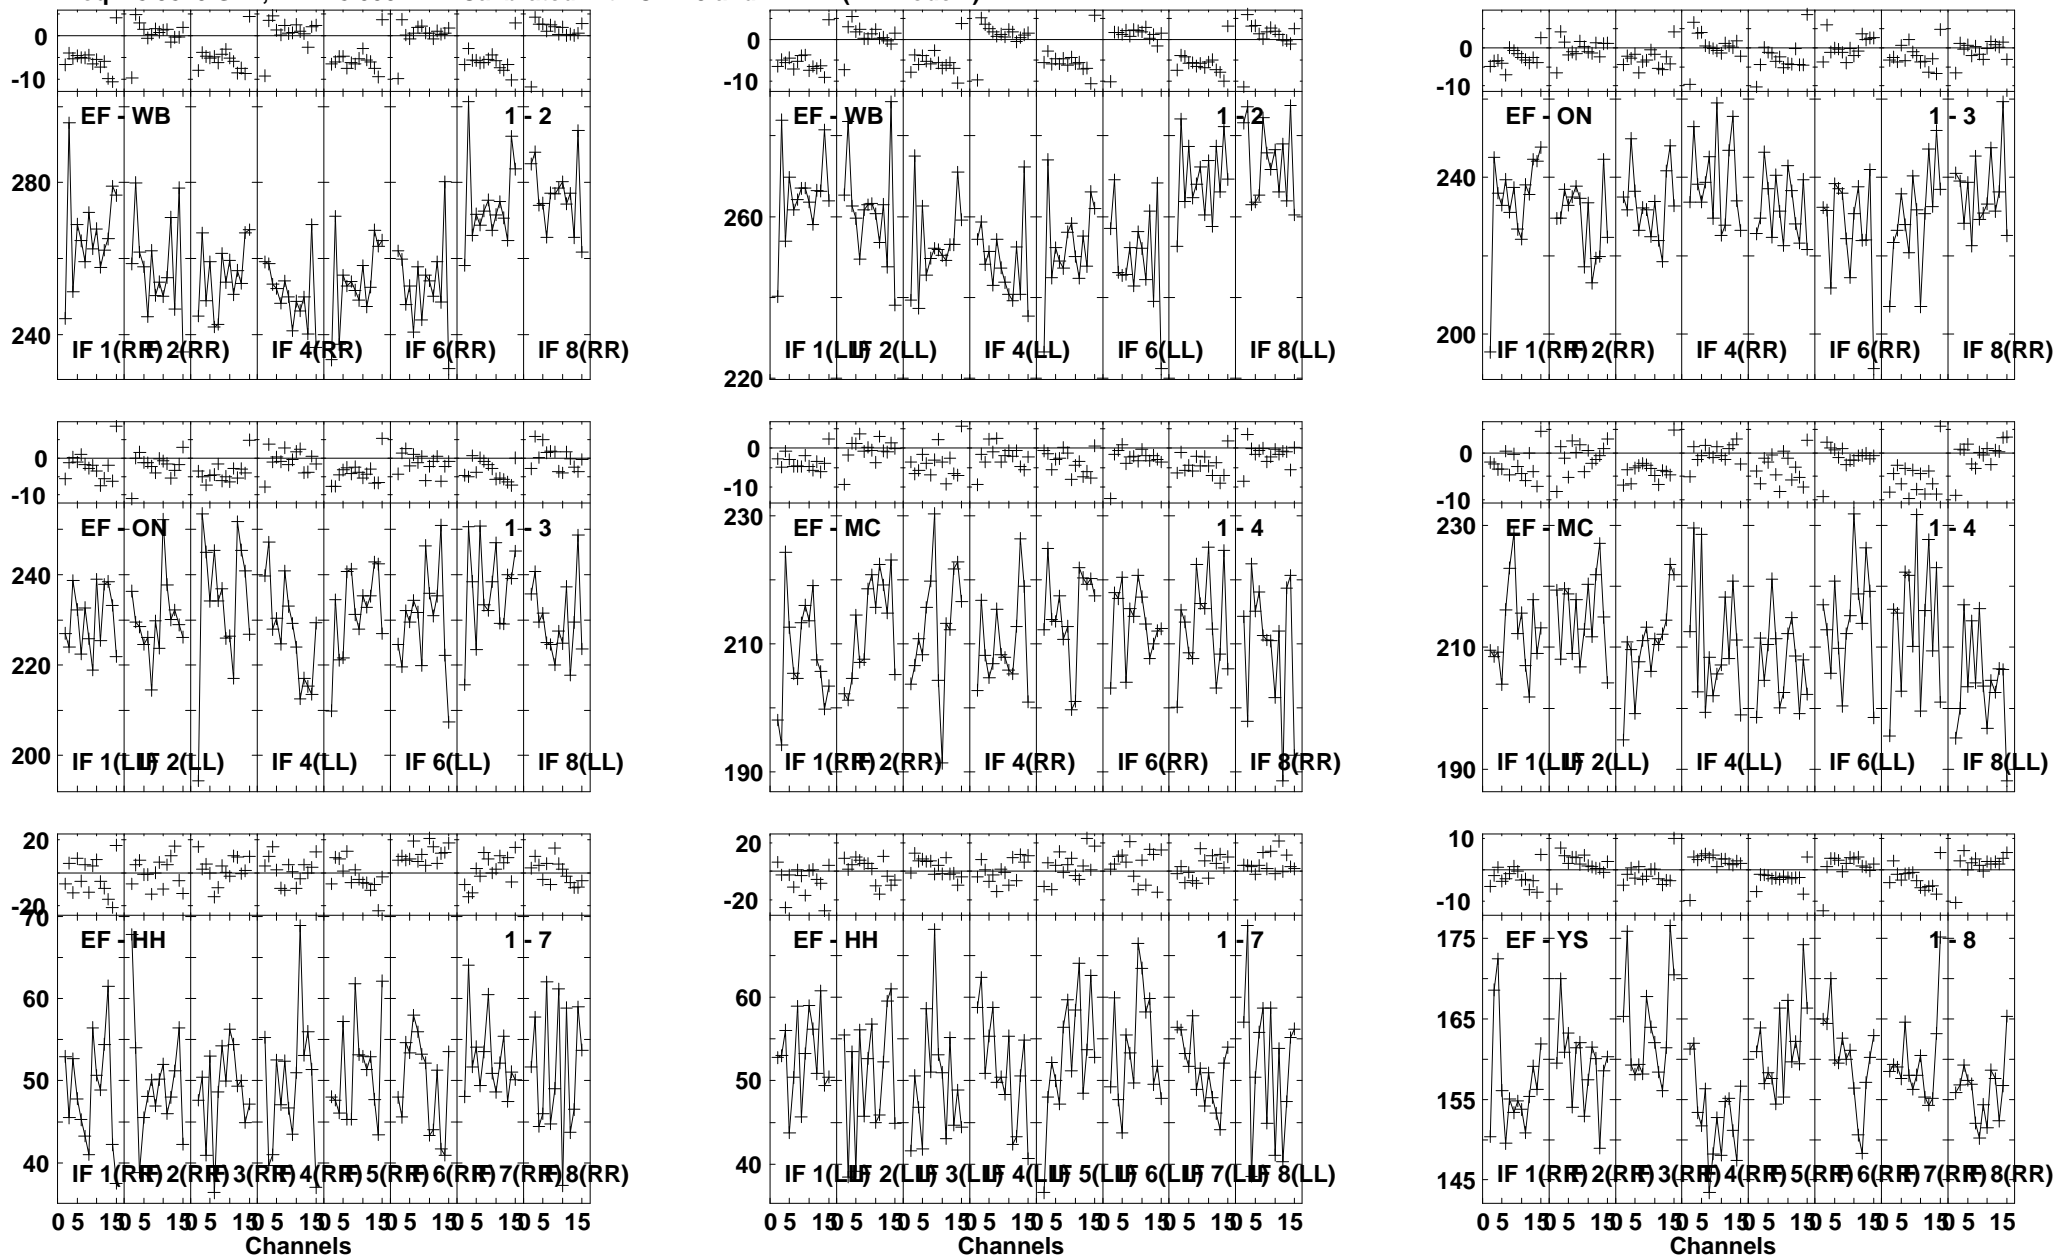 0
-10
EF - WB 1 - 2
280
240
IF 1(RR) IF 2(RR) IF 4(RR) IF 6(RR) IF 8(RR)
0
-10
EF - WB 1 - 2
260
220
IF 1(LL) IF 2(LL) IF 4(LL) IF 6(LL) IF 8(LL)
0
-10
EF - ON 1 - 3
240
200
IF 1(RR) IF 2(RR) IF 4(RR) IF 6(RR) IF 8(RR)
0
-10
EF - ON 1 - 3
240
220
200
IF 1(LL) IF 2(LL) IF 4(LL) IF 6(LL) IF 8(LL)
0
-10
230
EF - MC 1 - 4
210
190
IF 1(RR) IF 2(RR) IF 4(RR) IF 6(RR) IF 8(RR)
0
-10
230
EF - MC 1 - 4
210
190
IF 1(LL) IF 2(LL) IF 4(LL) IF 6(LL) IF 8(LL)
20
0
-20
70
EF - HH 1 - 7
60
50
40
IF 1(RR) IF 2(RR) IF 3(RR) IF 4(RR) IF 5(RR) IF 6(RR) IF 7(RR) IF 8(RR)
0 5 15 0 5 15 0 5 15 0 5 15 0 5 15 0 5 15 0 5 15 0 5 15
Channels
20
0
-20
EF - HH 1 - 7
60
50
40
IF 1(LL) IF 2(LL) IF 3(LL) IF 4(LL) IF 5(LL) IF 6(LL) IF 7(LL) IF 8(LL)
0 5 15 0 5 15 0 5 15 0 5 15 0 5 15 0 5 15 0 5 15 0 5 15
Channels
10
0
-10
EF - YS 1 - 8
175
165
155
145
IF 1(RR) IF 2(RR) IF 3(RR) IF 4(RR) IF 5(RR) IF 6(RR) IF 7(RR) IF 8(RR)
0 5 15 0 5 15 0 5 15 0 5 15 0 5 15 0 5 15 0 5 15 0 5 15
Channels